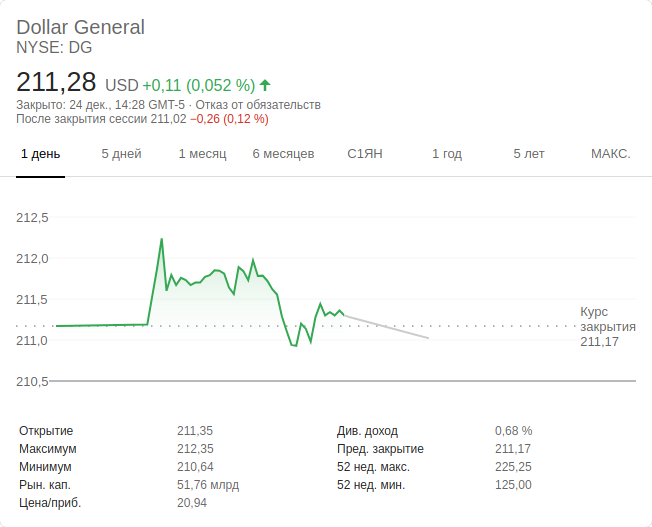 Dollar General
NYSE: DG
211,28 USD +0,11 (0,052 %)
Закрыто: 24 дек., 14:28 GMT-5 · Отказ от обязательств
После закрытия сессии 211,02 −0,26 (0,12 %)
1 день 5 дней 1 месяц 6 месяцев С1ЯН 1 год 5 лет МАКС.
212,5
212,0
211,5
Курс
закрытия
211,17
211,0
210,5
Открытие 211,35 Див. доход 0,68 %
Максимум 212,35 Пред. закрытие 211,17
Минимум 210,64 52 нед. макс. 225,25
Рын. кап. 51,76 млрд 52 нед. мин. 125,00
Цена/приб. 20,94